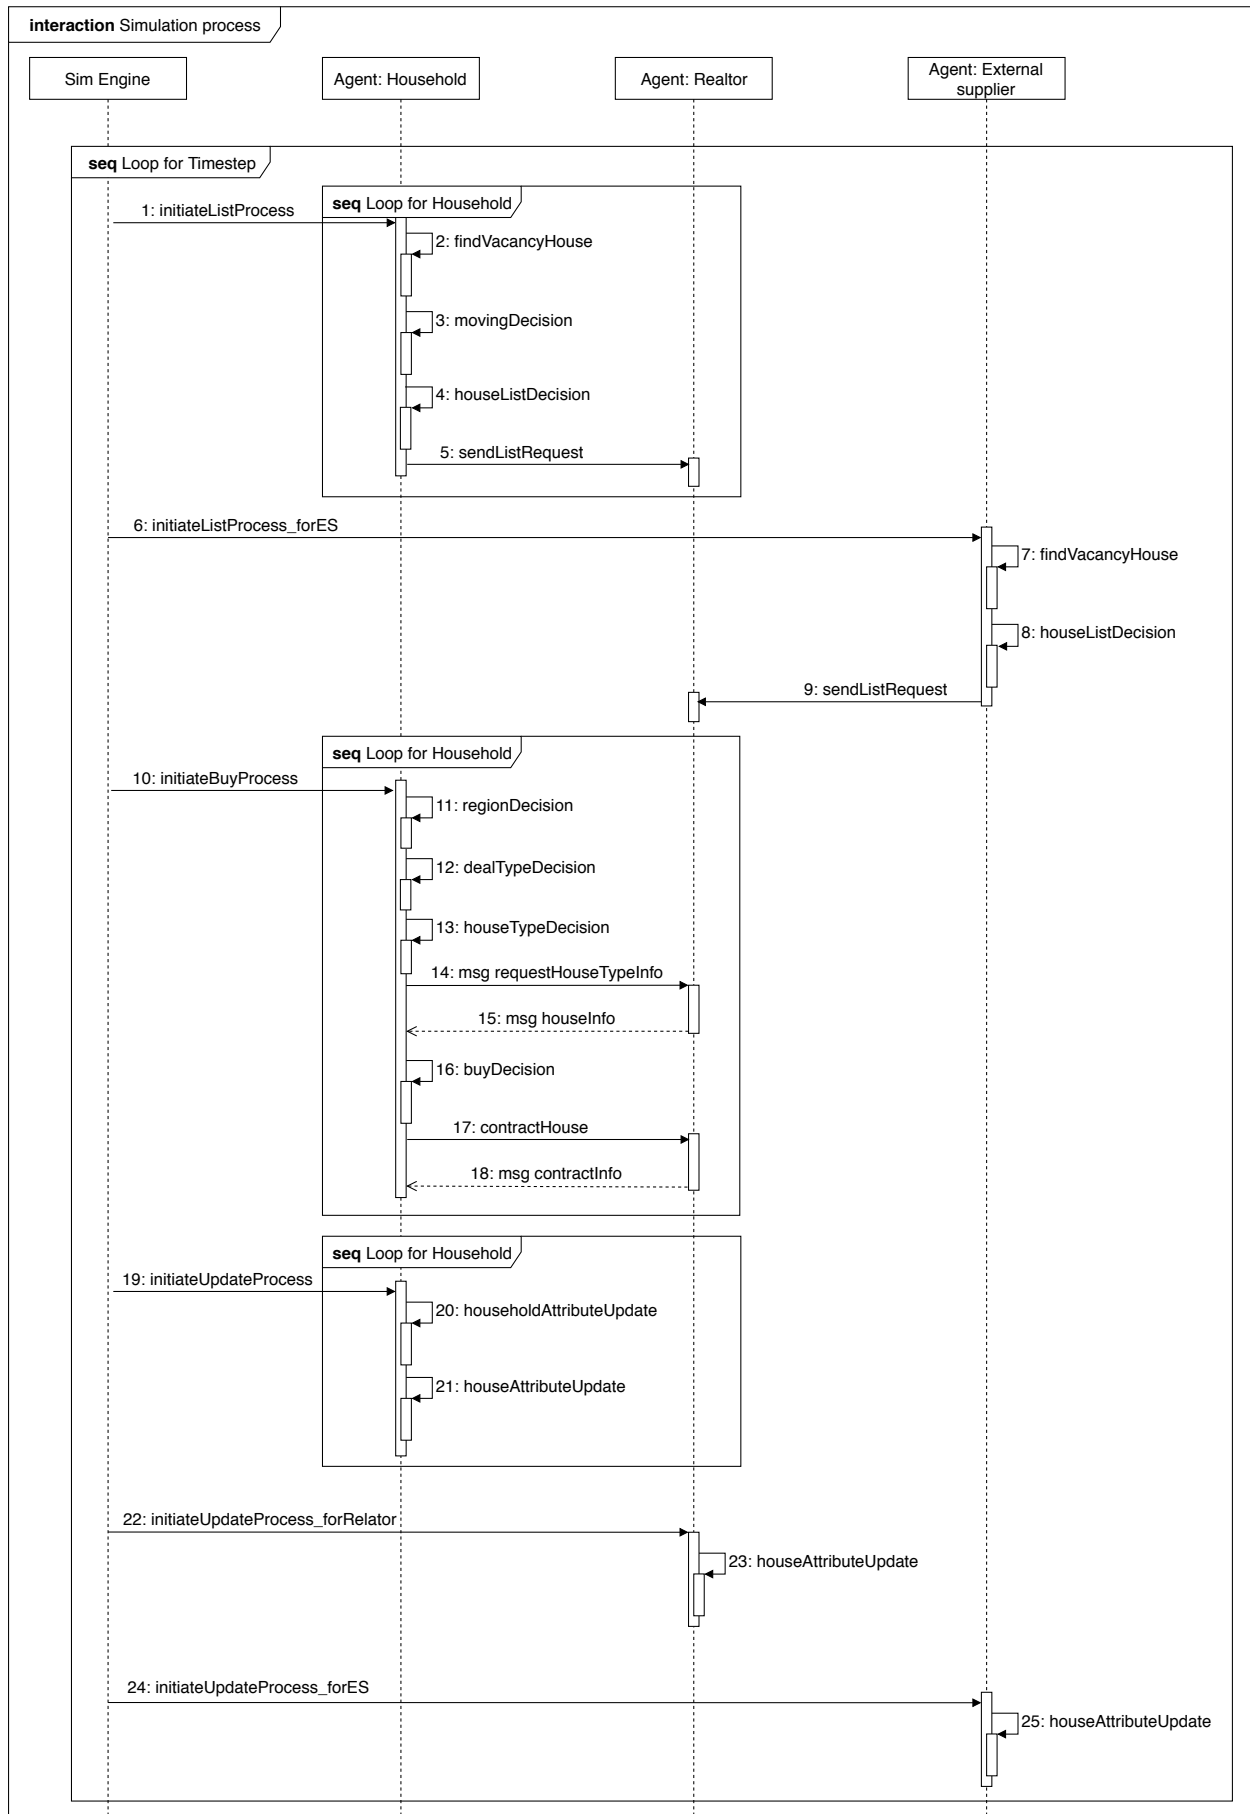 interaction Simulation process
Sim Engine
Agent: Household
Agent: Realtor
Agent: External
supplier
seq Loop for Timestep
seq Loop for Household
1: initiateListProcess
2: findVacancyHouse
3: movingDecision
4: houseListDecision
5: sendListRequest
6: initiateListProcess_forES
7: findVacancyHouse
8: houseListDecision
9: sendListRequest
seq Loop for Household
10: initiateBuyProcess
11: regionDecision
12: dealTypeDecision
13: houseTypeDecision
14: msg requestHouseTypeInfo
15: msg houseInfo
16: buyDecision
17: contractHouse
18: msg contractInfo
seq Loop for Household
19: initiateUpdateProcess
20: householdAttributeUpdate
21: houseAttributeUpdate
22: initiateUpdateProcess_forRelator
23: houseAttributeUpdate
24: initiateUpdateProcess_forES
25: houseAttributeUpdate